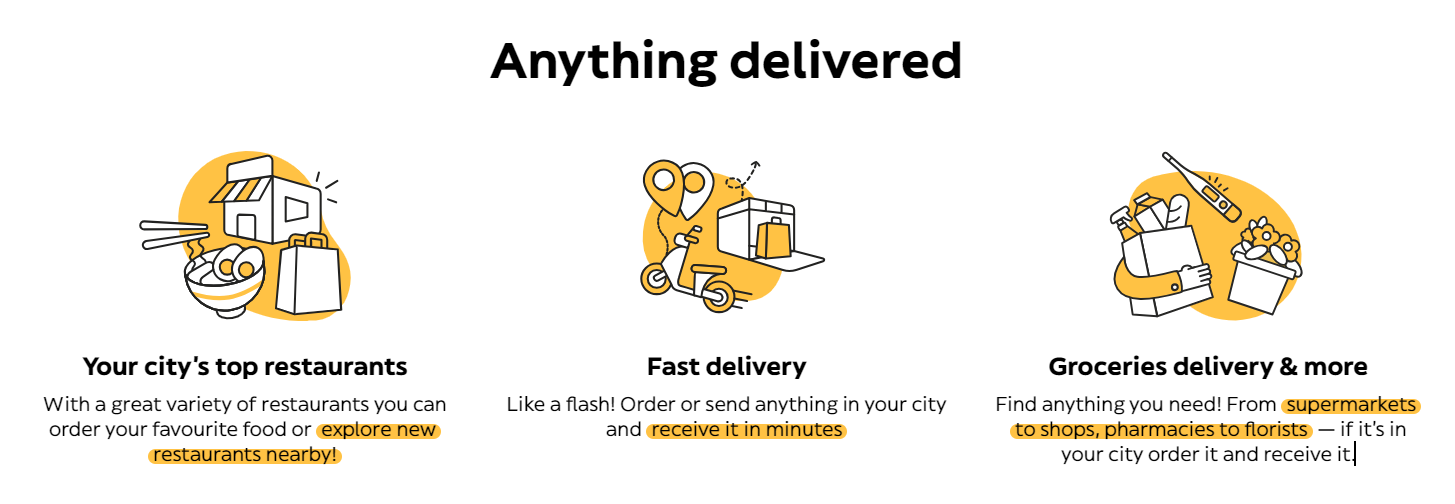 Anything delivered
Your city's top restaurants
With a great variety of restaurants you can
order your favourite food or explore new
restaurants nearby!
Fast delivery
Like a flash! Order or send anything in your city
and receive it in minutes
Groceries delivery & more
Find anything you need! From supermarkets
to shops, pharmacies to florists — if it's in
your city order it and receive it.